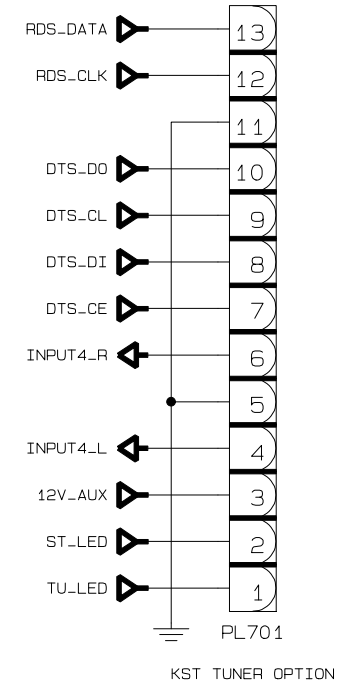 RDS_DATA 13
RDS_CLK 12
11
DTS_DO 10
DTS_CL 9
DTS_DI 8
DTS_CE 7
INPUT4_R 6
5
INPUT4_L 4
12V_AUX 3
ST_LED 2
TU_LED 1
PL701
KST TUNER OPTION